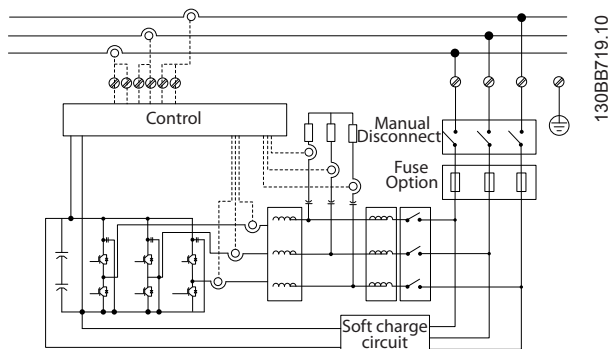 130BB719.10
Control
Manual
Disconnect
Fuse
Option
Soft charge
circuit